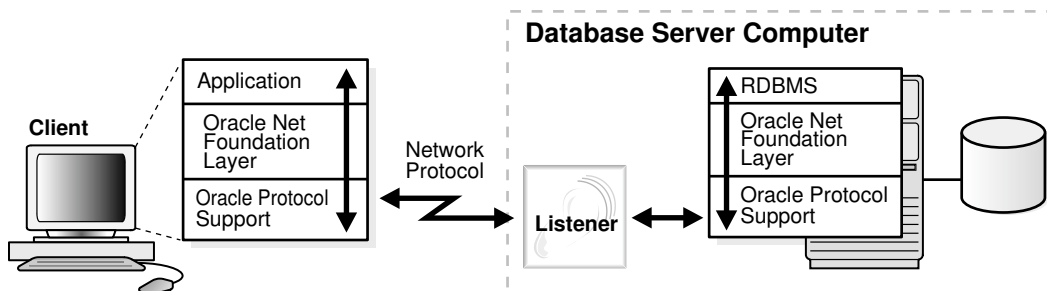 Database Server Computer
Client
Application
Oracle Net
Foundation
Layer
Oracle Protocol
Support
Network
Protocol
Listener
RDBMS
Oracle Net
Foundation
Layer
Oracle Protocol
Support